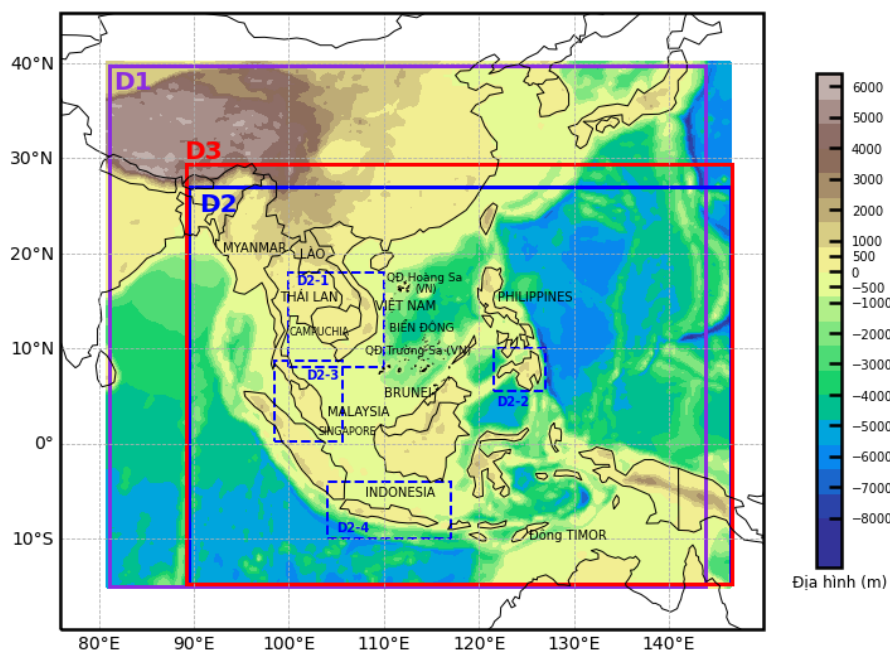 40°N
30°N
20°N
10°N
0°
10°S
80°E
90°E
100°E
110°E
120°E
130°E
140°E
D1
D3
D2
MYANMAR
LÀO
D2-1
QĐ Hoàng Sa
(VN)
THÁI LAN
VIỆT NAM
PHILIPPINES
CAMPUCHIA
BIỂN ĐÔNG
QĐ Trường Sa (VN)
D2-3
D2-2
BRUNEI
MALAYSIA
SINGAPORE
INDONESIA
D2-4
Đông TIMOR
6000
5000
4000
3000
2000
1000
500
0
−500
−1000
−2000
−3000
−4000
−5000
−6000
−7000
−8000
Địa hình (m)